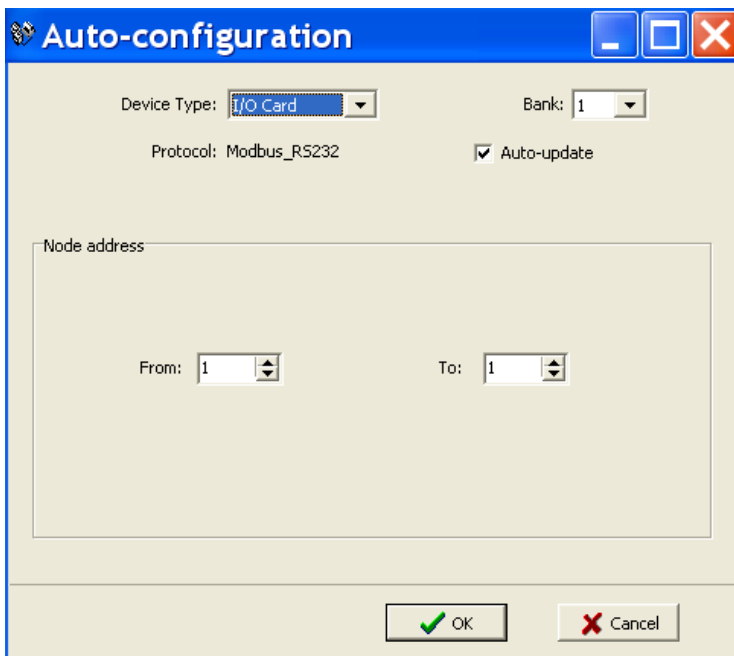 Auto-configuration
Device Type: I/O Card Bank: 1
Protocol: Modbus_RS232 Auto-update
Node address
From: 1 To: 1
OK Cancel